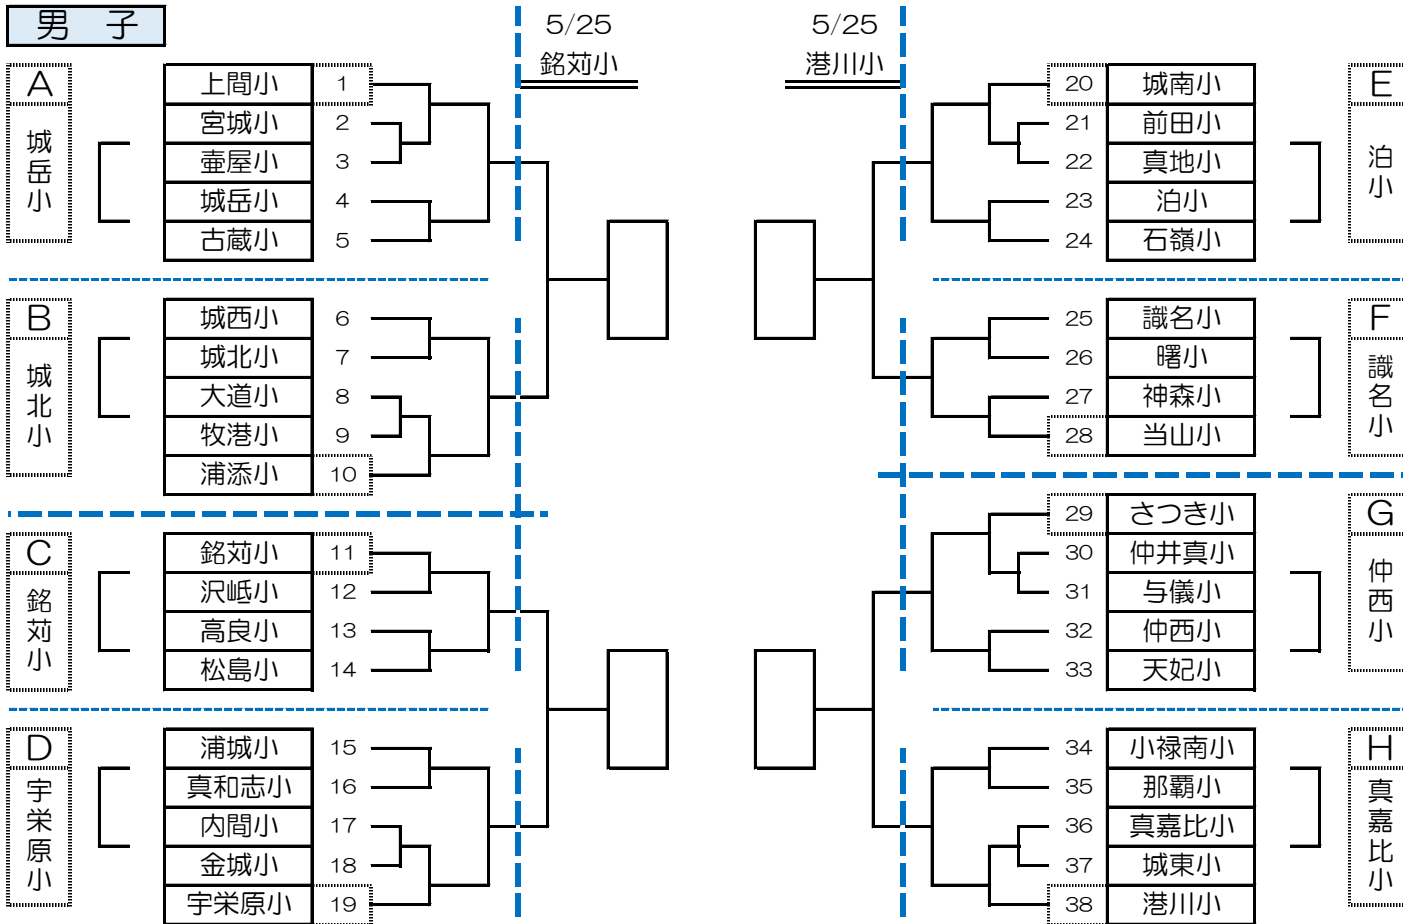 男 子
5/25
銘苅小
5/25
港川小
A
城岳小
上間小 1
宮城小 2
壷屋小 3
城岳小 4
古蔵小 5
B
城北小
城西小 6
城北小 7
大道小 8
牧港小 9
浦添小 10
C
銘苅小
銘苅小 11
沢岻小 12
高良小 13
松島小 14
D
宇栄原小
浦城小 15
真和志小 16
内間小 17
金城小 18
宇栄原小 19
20 城南小
21 前田小
22 真地小
23 泊小
24 石嶺小
E
泊小
25 識名小
26 曙小
27 神森小
28 当山小
F
識名小
29 さつき小
30 仲井真小
31 与儀小
32 仲西小
33 天妃小
G
仲西小
34 小禄南小
35 那覇小
36 真嘉比小
37 城東小
38 港川小
H
真嘉比小